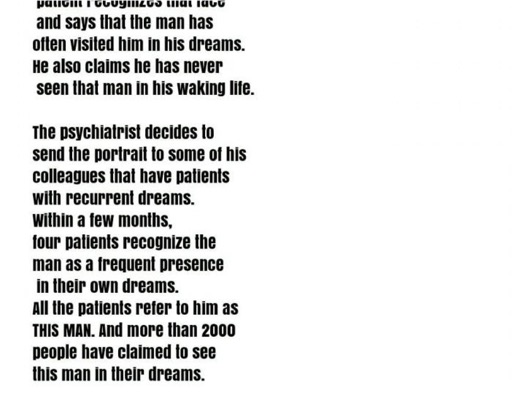 patient recognizes that face
and says that the man has
often visited him in his dreams.
He also claims he has never
seen that man in his waking life.
The psychiatrist decides to
send the portrait to some of his
colleagues that have patients
with recurrent dreams.
Within a few months,
four patients recognize the
man as a frequent presence
in their own dreams.
All the patients refer to him as
THIS MAN. And more than 2000
people have claimed to see
this man in their dreams.